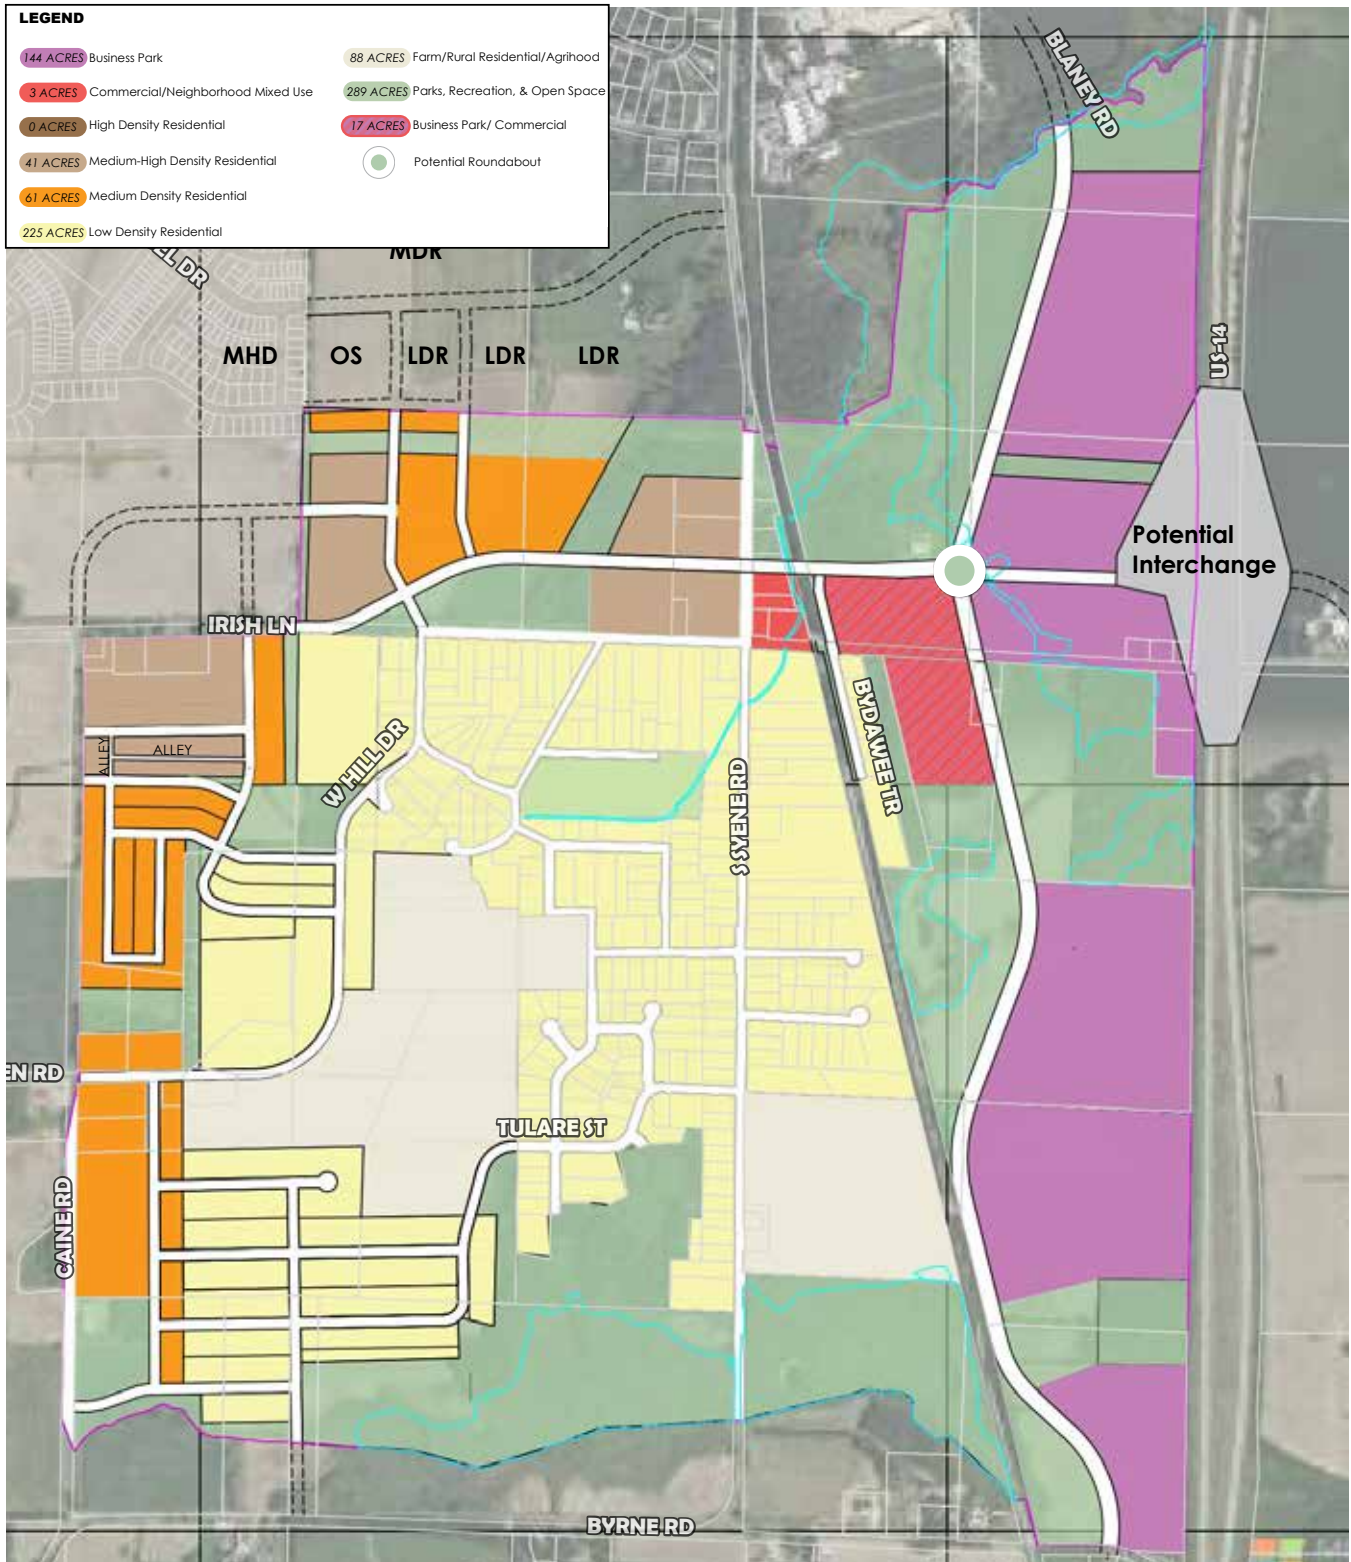 LEGEND
144 ACRES Business Park
3 ACRES Commercial/Neighborhood Mixed Use
0 ACRES High Density Residential
41 ACRES Medium-High Density Residential
61 ACRES Medium Density Residential
225 ACRES Low Density Residential
88 ACRES Farm/Rural Residential/Agrihood
289 ACRES Parks, Recreation, & Open Space
17 ACRES Business Park/ Commercial
Potential Roundabout
BLANEY RD
MDR
LL DR
MHD OS LDR LDR LDR
US-14
Potential
Interchange
IRISH LN
ALLEY
ALLEY
W HILL DR
BYDAWEE TR
S SYENE RD
EN RD
TULARE ST
CAINE RD
BYRNE RD